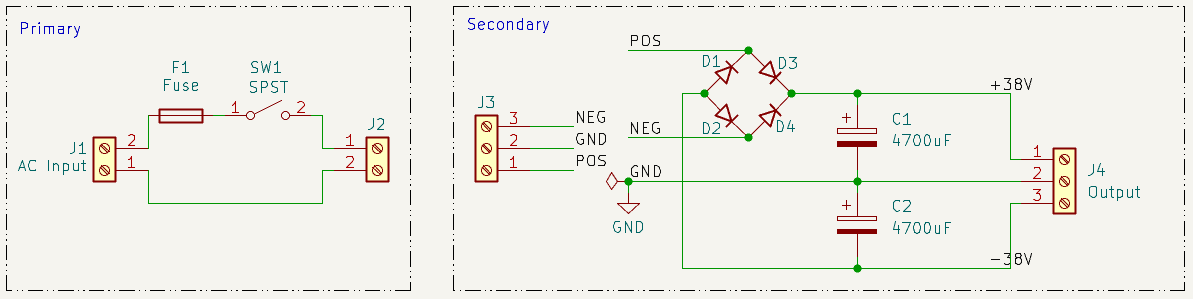 Primary
F1
Fuse
SW1
SPST
1
2
J1
AC Input
2
1
J2
1
2
Secondary
POS
D1
D3
D2
D4
NEG
J3
3
NEG
2
GND
1
POS
GND
GND
+38V
+
C1
4700uF
+
C2
4700uF
-38V
1
2
3
J4
Output